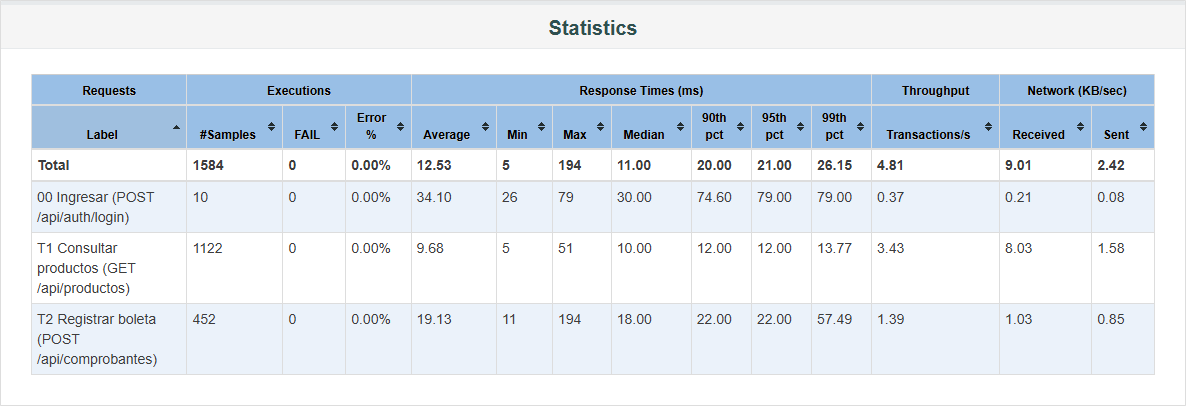 Statistics
Requests Executions Response Times (ms) Throughput Network (KB/sec)
Label #Samples FAIL Error % Average Min Max Median 90th pct 95th pct 99th pct Transactions/s Received Sent
Total 1584 0 0.00% 12.53 5 194 11.00 20.00 21.00 26.15 4.81 9.01 2.42
00 Ingresar (POST 10 0 0.00% 34.10 26 79 30.00 74.60 79.00 79.00 0.37 0.21 0.08
/api/auth/login)
T1 Consultar 1122 0 0.00% 9.68 5 51 10.00 12.00 12.00 13.77 3.43 8.03 1.58
productos (GET
/api/productos)
T2 Registrar boleta 452 0 0.00% 19.13 11 194 18.00 22.00 22.00 57.49 1.39 1.03 0.85
(POST
/api/comprobantes)